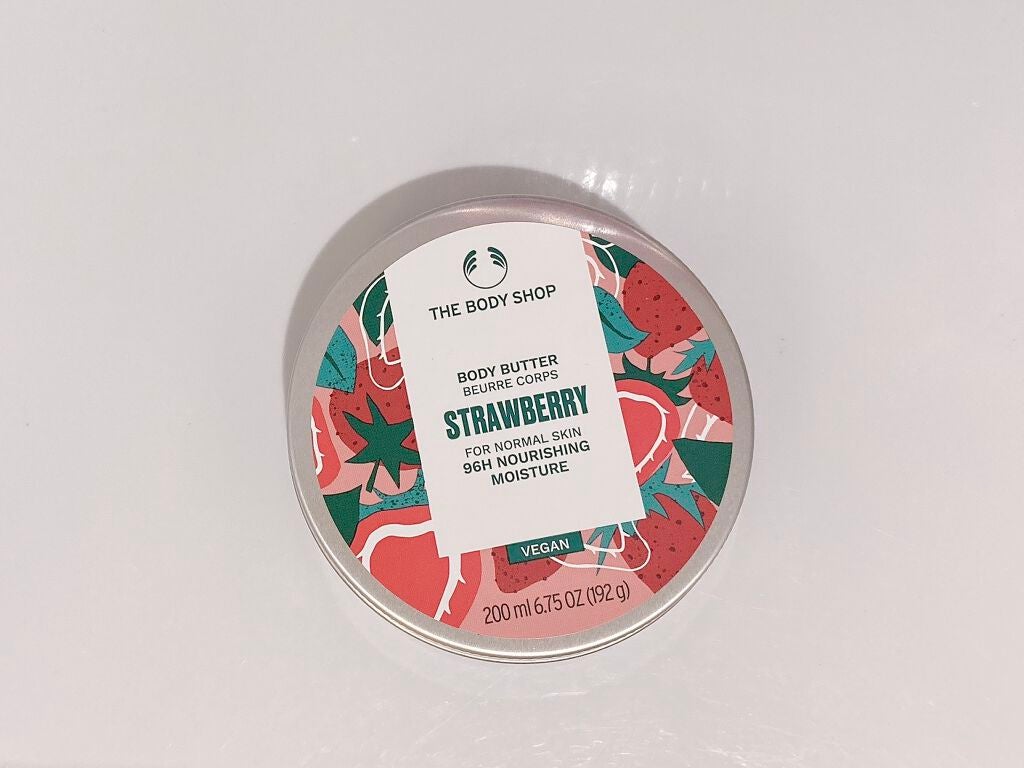 THE BODY SHOP
BODY BUTTER
BEURRE CORPS
STRAWBERRY
FOR NORMAL SKIN
96H NOURISHING
MOISTURE
VEGAN
200 ml 6.75 OZ (192 g)